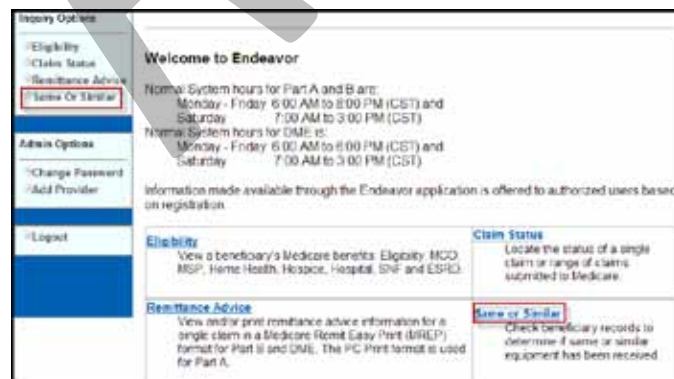 Inquiry Options
Eligibility
Claim Status
Remittance Advice
Same Or Similar
Admin Options
Change Password
Add Provider
Logout
Welcome to Endeavor
Normal System hours for Part A and B are:
Monday - Friday 6:00 AM to 6:00 PM (CST) and
Saturday 7:00 AM to 3:00 PM (CST)
Normal System hours for DME is:
Monday - Friday 6:00 AM to 6:00 PM (CST) and
Saturday 7:00 AM to 3:00 PM (CST)
Information made available through the Endeavor application is offered to authorized users based
on registration.
Eligibility
View a beneficiary's Medicare benefits: Eligibility, MCO,
MSP, Home Health, Hospice, Hospital, SNF and ESRD.
Claim Status
Locate the status of a single
claim or range of claims
submitted to Medicare.
Remittance Advice
View and/or print remittance advice information for a
single claim in a Medicare Remit Easy Print (MREP)
format for Part B and DME. The PC Print format is used
for Part A.
Same or Similar
Check beneficiary records to
determine if same or similar
equipment has been received.